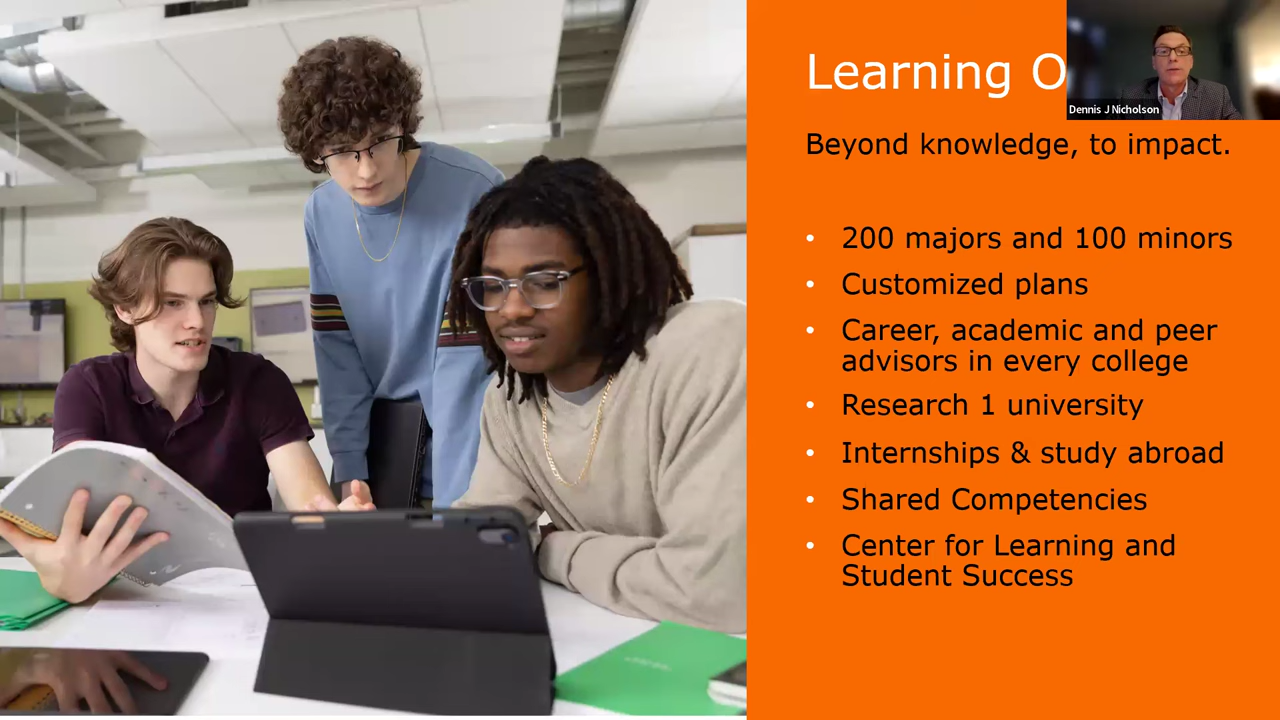 Learning O
Dennis J Nicholson
Beyond knowledge, to impact.
• 200 majors and 100 minors
• Customized plans
• Career, academic and peer
advisors in every college
• Research 1 university
• Internships & study abroad
• Shared Competencies
• Center for Learning and
Student Success